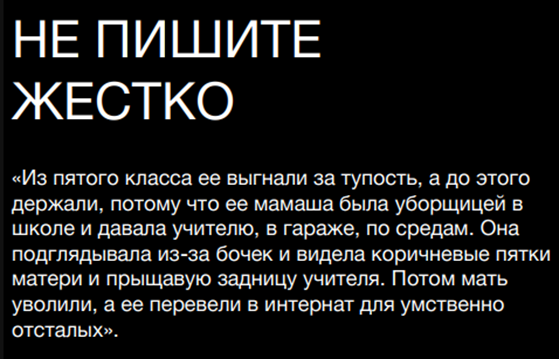 НЕ ПИШИТЕ
ЖЕСТКО
«Из пятого класса ее выгнали за тупость, а до этого
держали, потому что ее мамаша была уборщицей в
школе и давала учителю, в гараже, по средам. Она
подглядывала из-за бочек и видела коричневые пятки
матери и прыщавую задницу учителя. Потом мать
уволили, а ее перевели в интернат для умственно
отсталых».